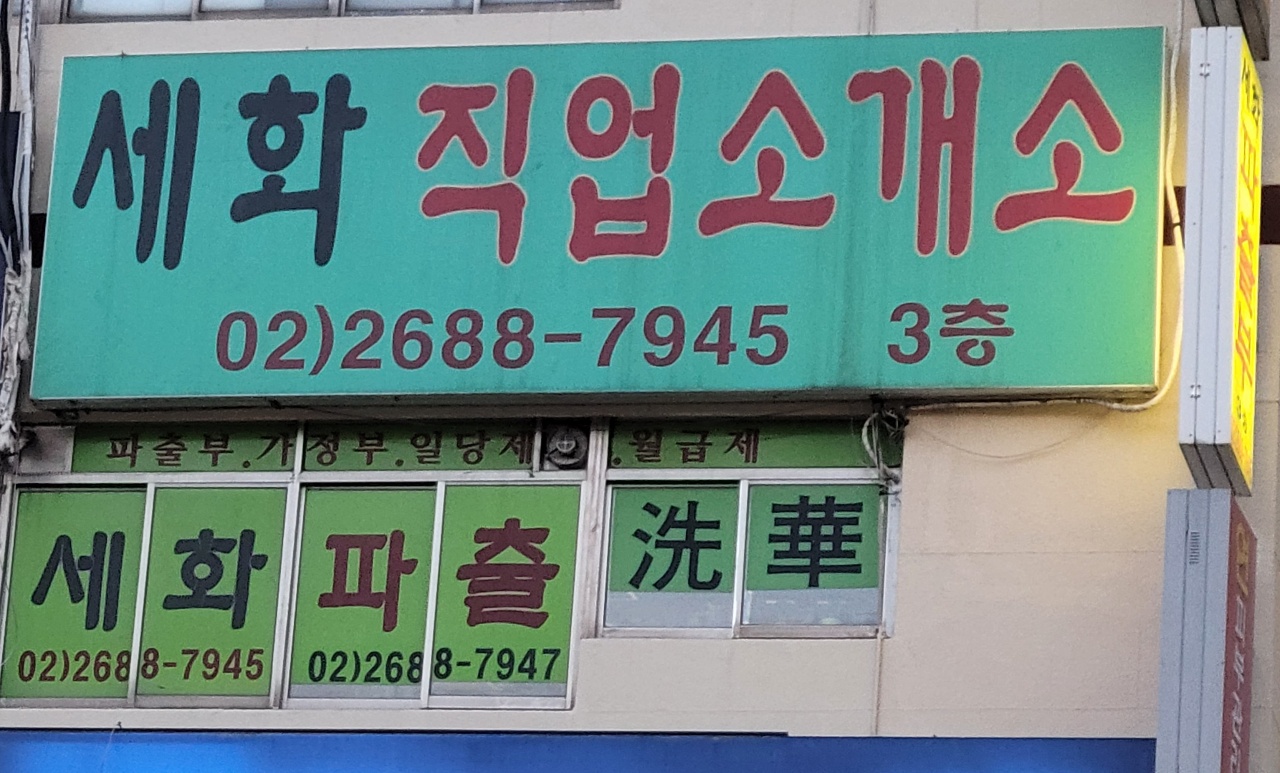 세화 직업소개소
02)2688-7945 3층
파출부.가정부.일당제.월급제
세화 파출
洗華
02)2688-7945 02)2688-7947